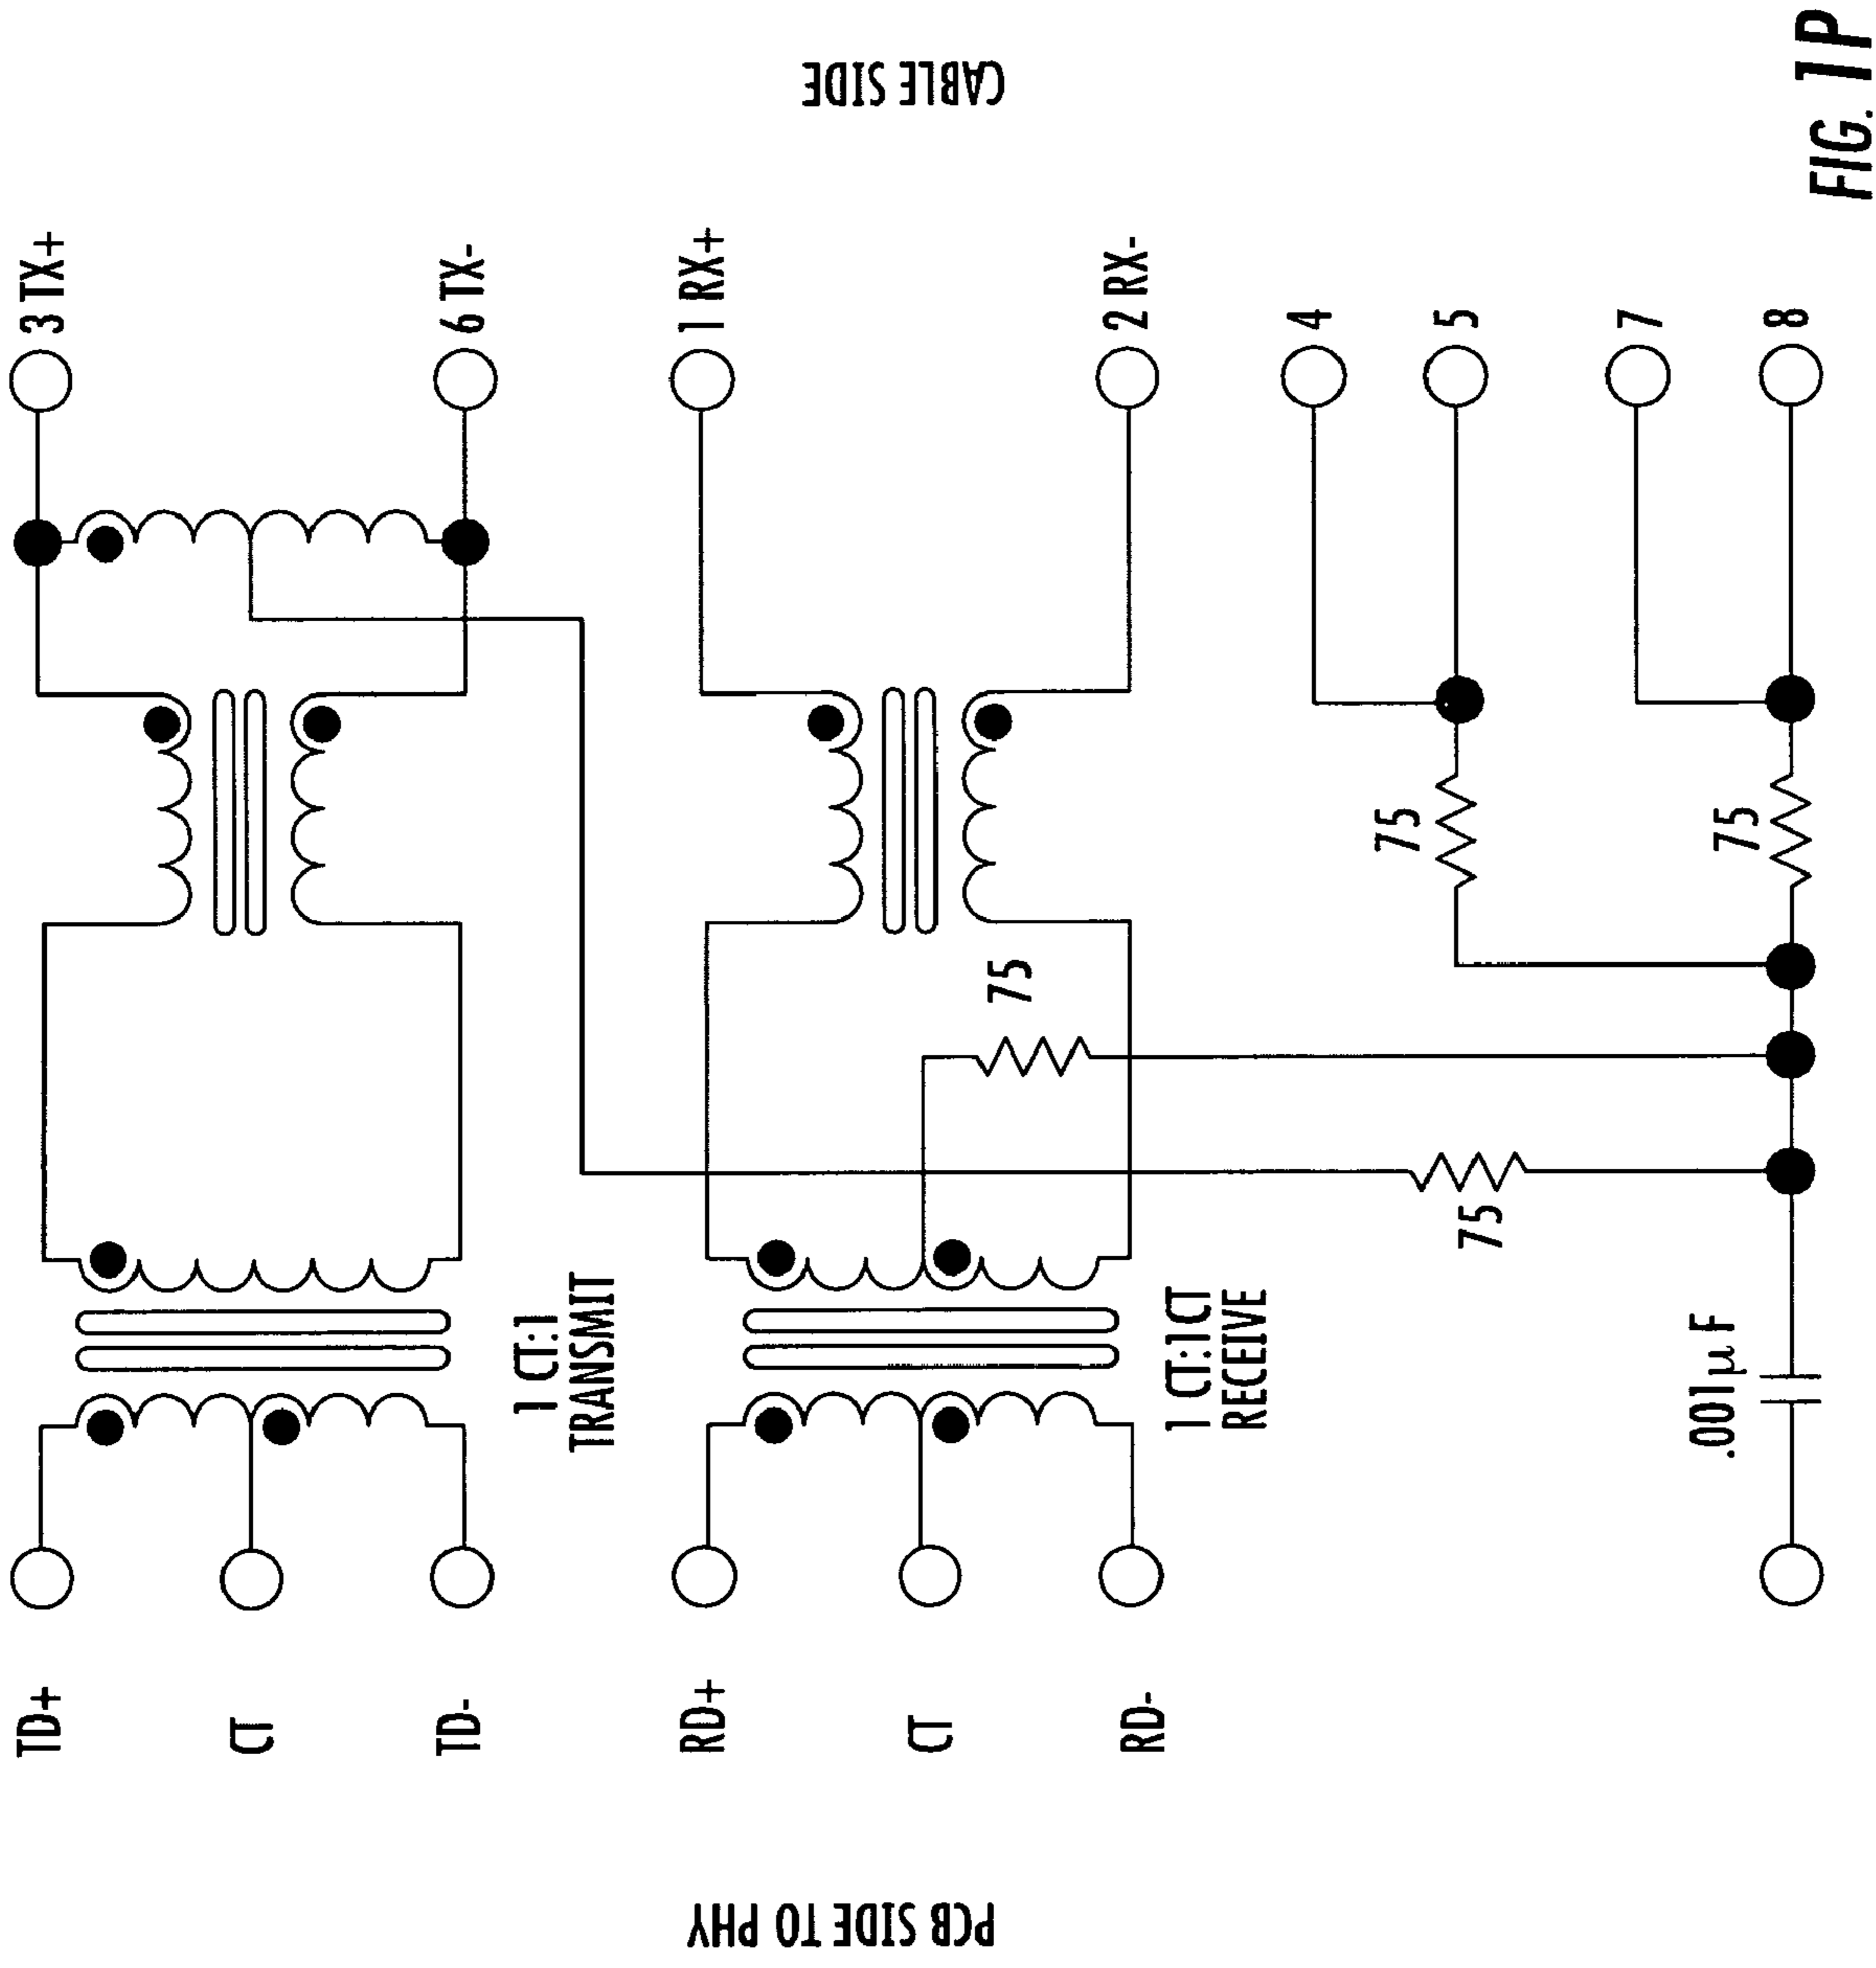 TD+
CT
TD-
RD+
CT
RD-
PCB SIDE TO PHY
1 CT:1
TRANSMIT
1 CT:1CT
RECEIVE
75
75
75
75
.001μF
3 TX+
6 TX-
1 RX+
2 RX-
4
5
7
8
CABLE SIDE
FIG. 1P